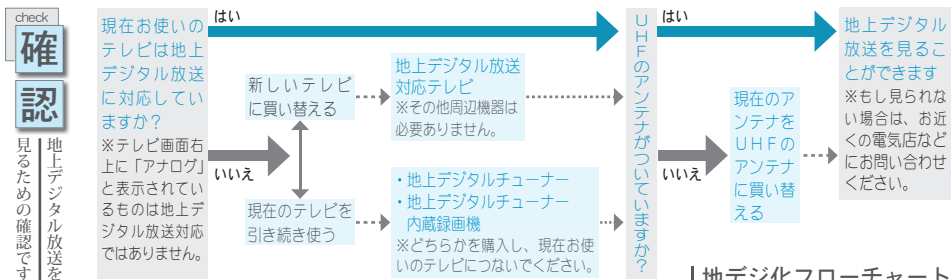 check
確
認
地上デジタル放送を
見るための確認です
現在お使いの
テレビは地上
デジタル放送
に対応してい
ますか？
※テレビ画面右
上に「アナログ」
と表示されてい
るものは地上デ
ジタル放送対応
ではありません。
はい
いいえ
新しいテレビ
に買い替える
現在のテレビを
引き続き使う
地上デジタル放送
対応テレビ
※その他周辺機器は
必要ありません。
・地上デジタルチューナー
・地上デジタルチューナー
内蔵録画機
※どちらかを購入し、現在お使
いのテレビにつないでください。
UHFのアンテナがついていますか？
はい
いいえ
現在のア
ンテナを
UHFの
アンテナ
に買い替
える
地上デジタル
放送を見るこ
とができます
※もし見られな
い場合は、お近
くの電気店など
にお問い合わせ
ください。
地デジ化フローチャート